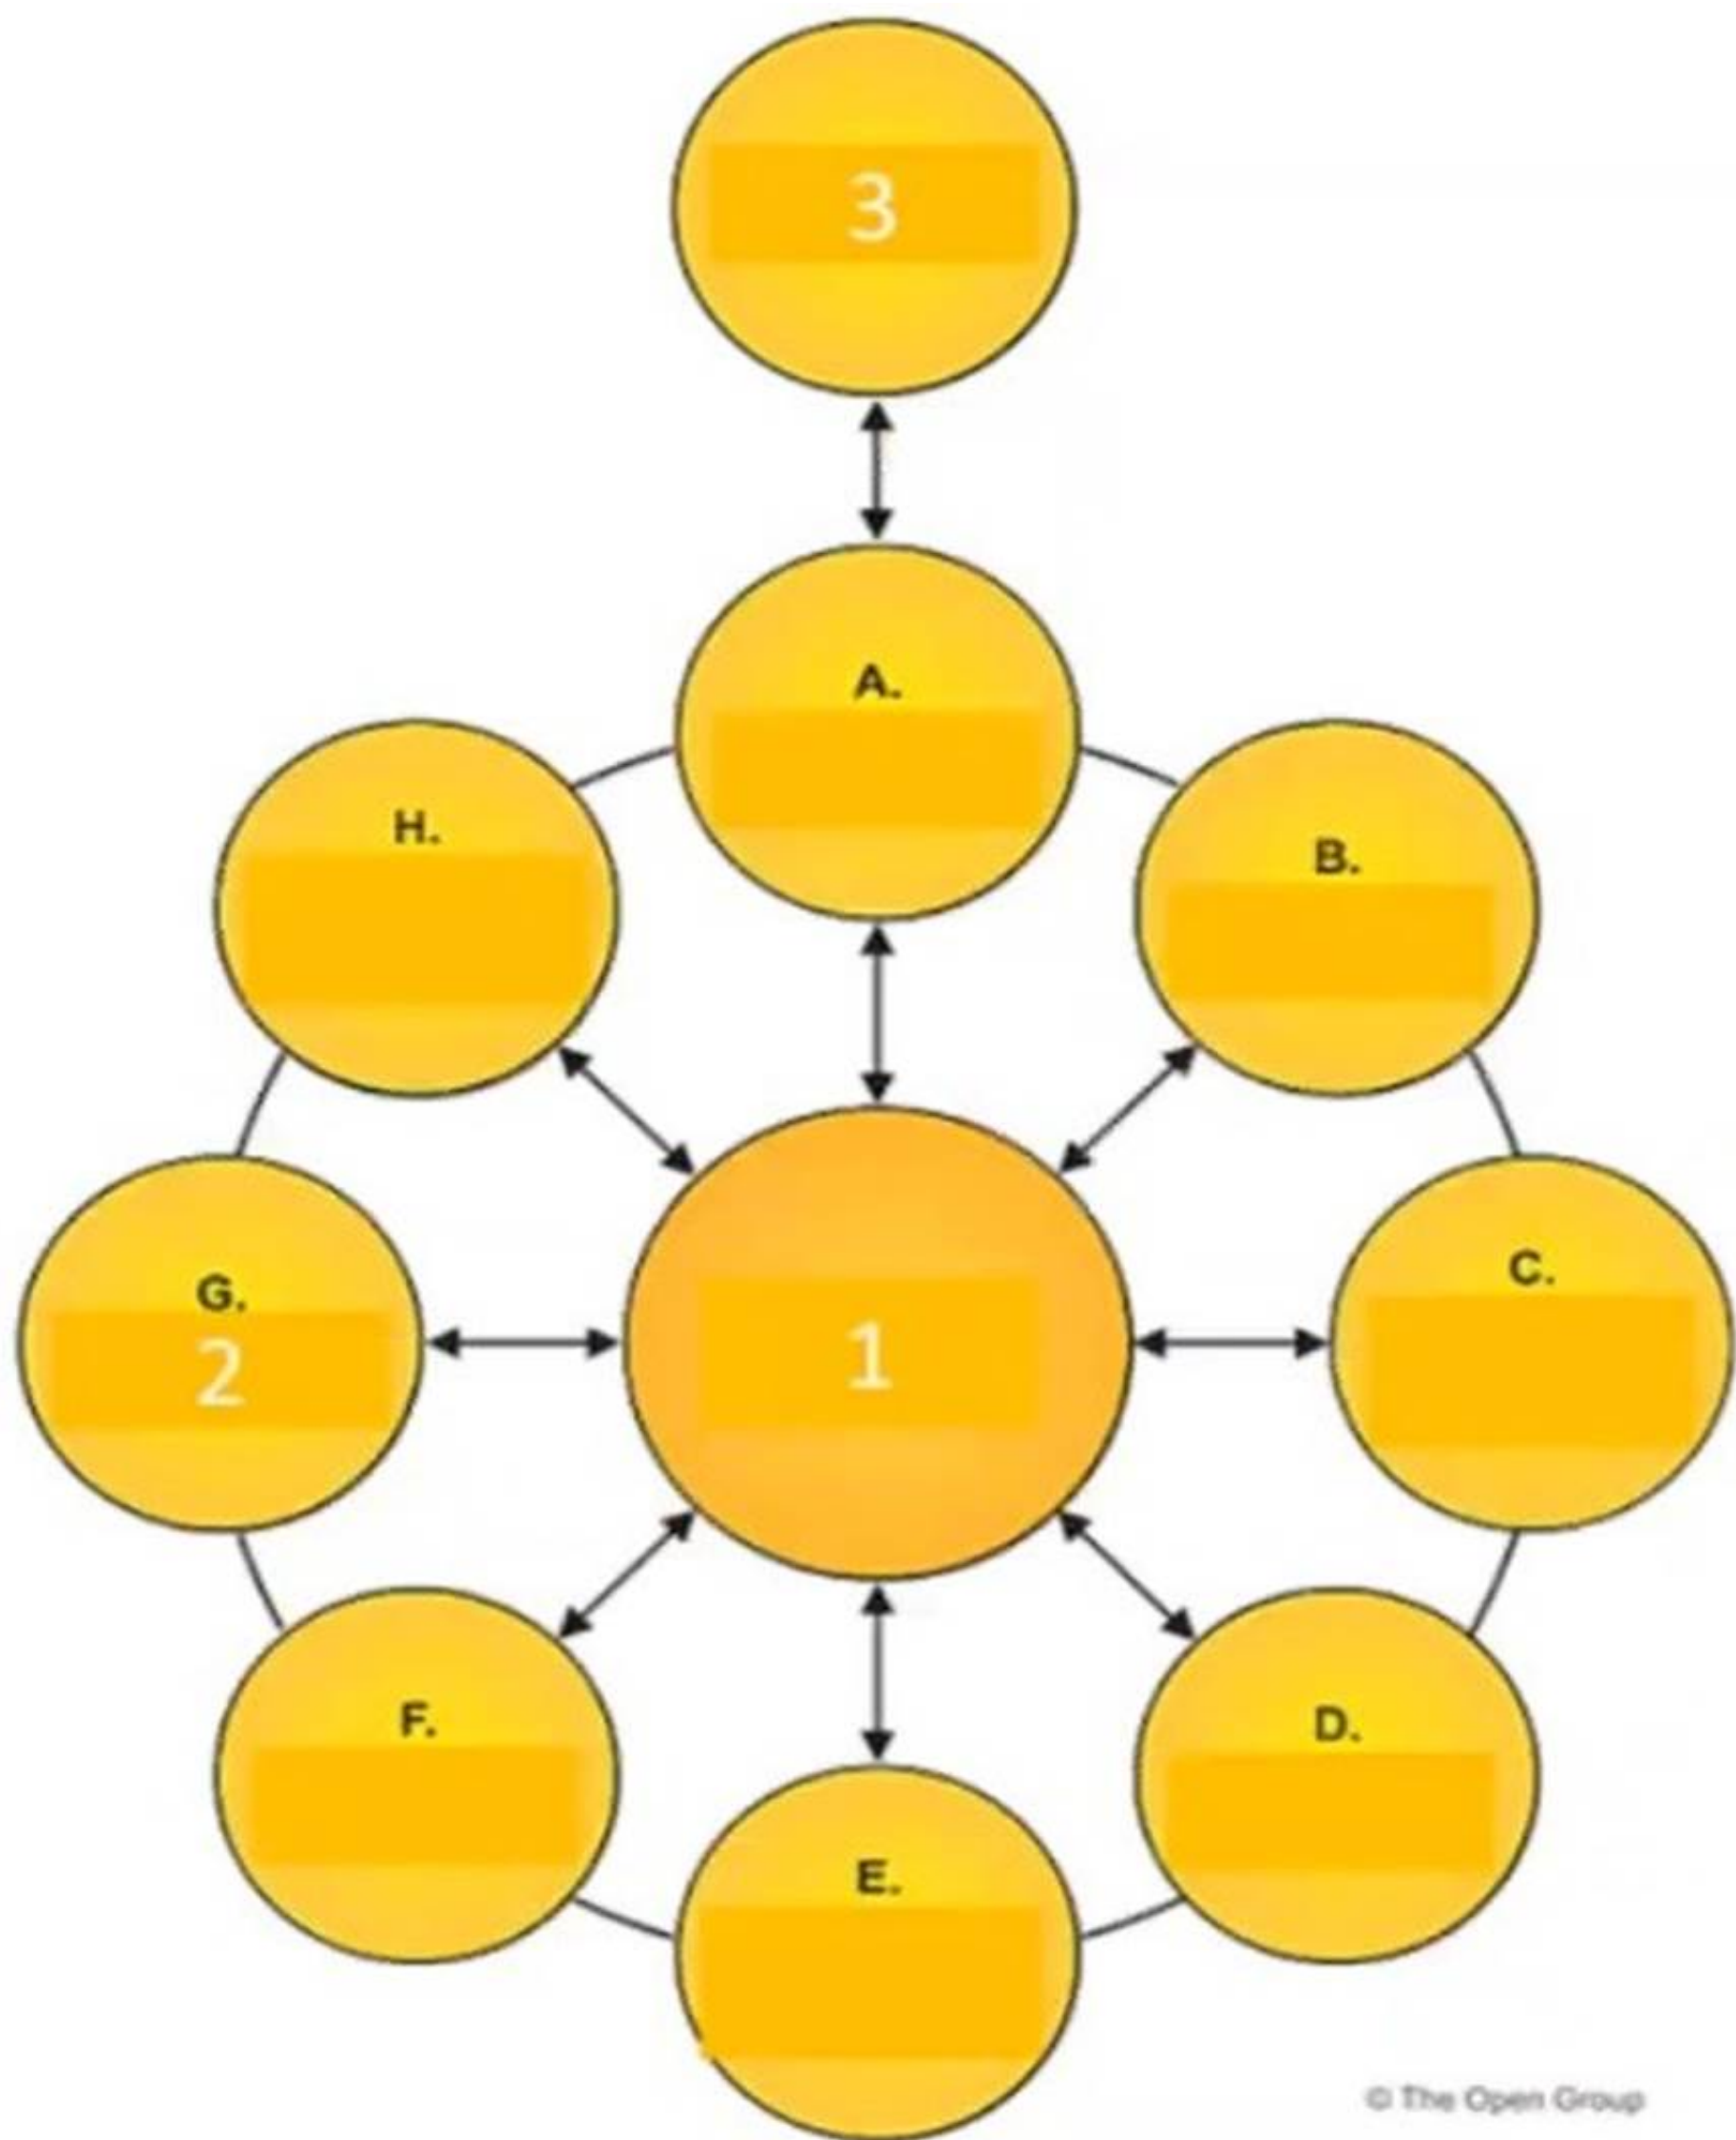 3
A.
H.
B.
G.
2
1
C.
F.
D.
E.
© The Open Group